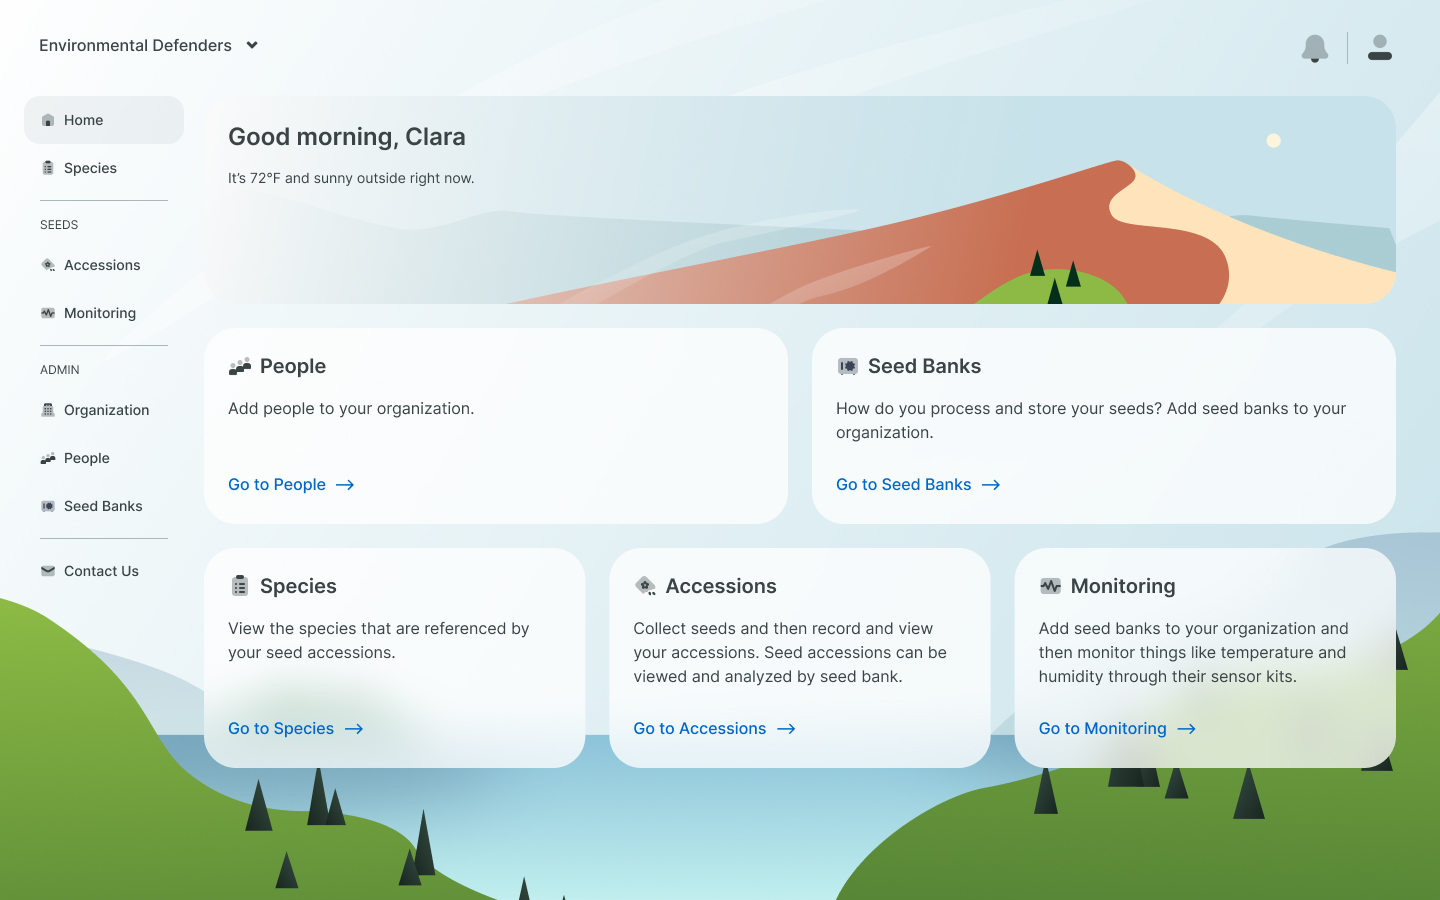 Environmental Defenders
Home
Species
SEEDS
Accessions
Monitoring
ADMIN
Organization
People
Seed Banks
Contact Us
Good morning, Clara
It's 72°F and sunny outside right now.
People
Add people to your organization.
Go to People
Seed Banks
How do you process and store your seeds? Add seed banks to your
organization.
Go to Seed Banks
Species
View the species that are referenced by
your seed accessions.
Go to Species
Accessions
Collect seeds and then record and view
your accessions. Seed accessions can be
viewed and analyzed by seed bank.
Go to Accessions
Monitoring
Add seed banks to your organization and
then monitor things like temperature and
humidity through their sensor kits.
Go to Monitoring